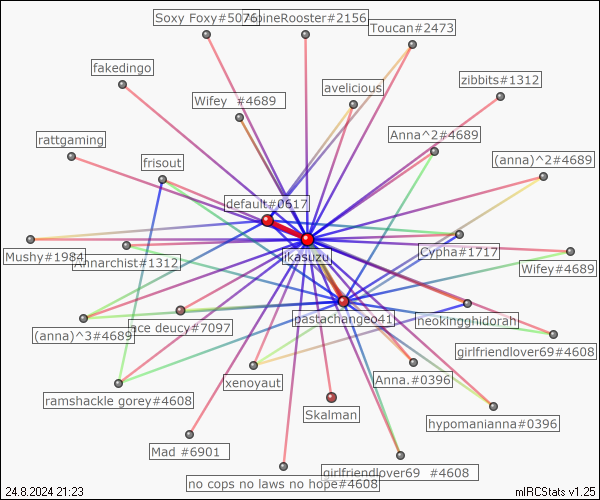 Soxy Foxy#5076
pineRooster#2156
Toucan#2473
fakedingo
zibbits#1312
avelicious
Wifey  #4689
Anna^2#4689
rattgaming
frisout
(anna)^2#4689
default#0617
Mushy#1984
Annarchist#1312
ikasuzu
Cypha#1717
Wifey#4689
(anna)^3#4689
ace deucy#7097
pastachangeo41
neokingghidorah
girlfriendlover69#4608
xenoyaut
Anna.#0396
ramshackle gorey#4608
Skalman
hypomanianna#0396
Mad #6901
girlfriendlover69  #4608
no cops no laws no hope#4608
24.8.2024 21:23
mIRCStats v1.25